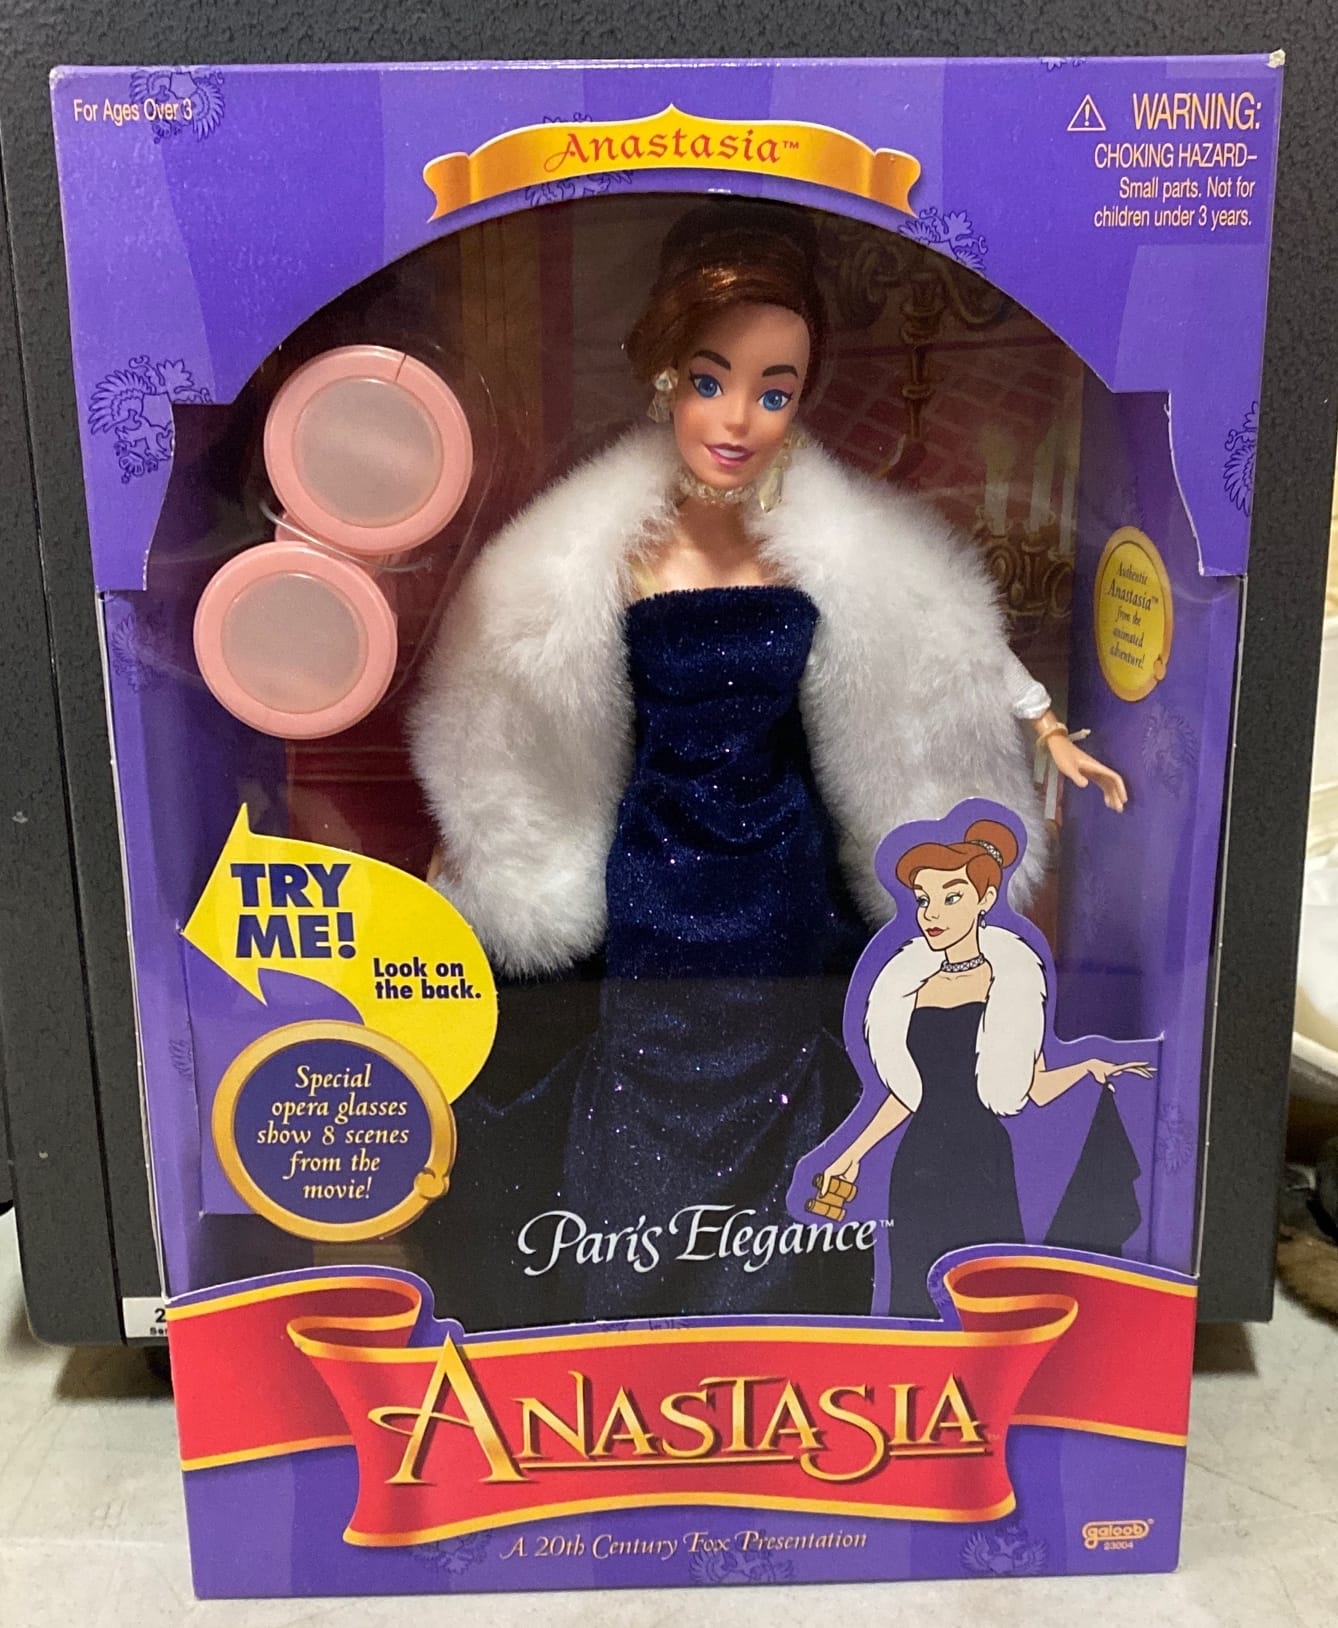 For Ages Over 3
Anastasia™
⚠ WARNING:
CHOKING HAZARD–
Small parts. Not for
children under 3 years.
Authentic
Anastasia™
from the
animated
adventure!
TRY
ME!
Look on
the back.
Special
opera glasses
show 8 scenes
from the
movie!
Paris Elegance™
ANASTASIA
A 20th Century Fox Presentation
galoob®
23004
2